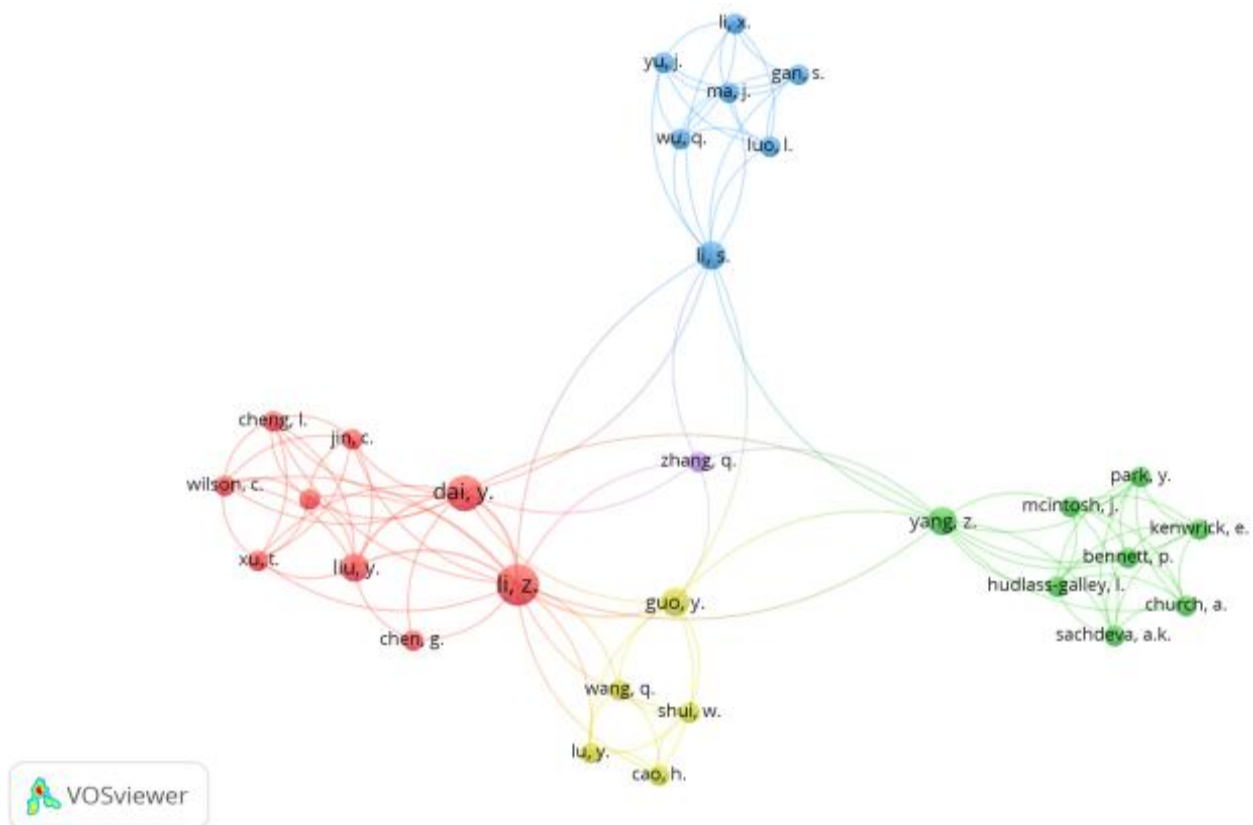 li, x.
yu, j.
gan, s.
ma, j.
wu, q.
luo, l.
li, s.
cheng, l.
jin, c.
zhang, q.
wilson, c.
dai, y.
park, y.
mcintosh, j.
yang, z.
kenwrick, e.
bennett, p.
xu, t.
liu, y.
li, z.
hudlass-galley, l.
guo, y.
church, a.
chen, g.
sachdeva, a.k.
wang, q.
shui, w.
lu, y.
cao, h.
VOSviewer